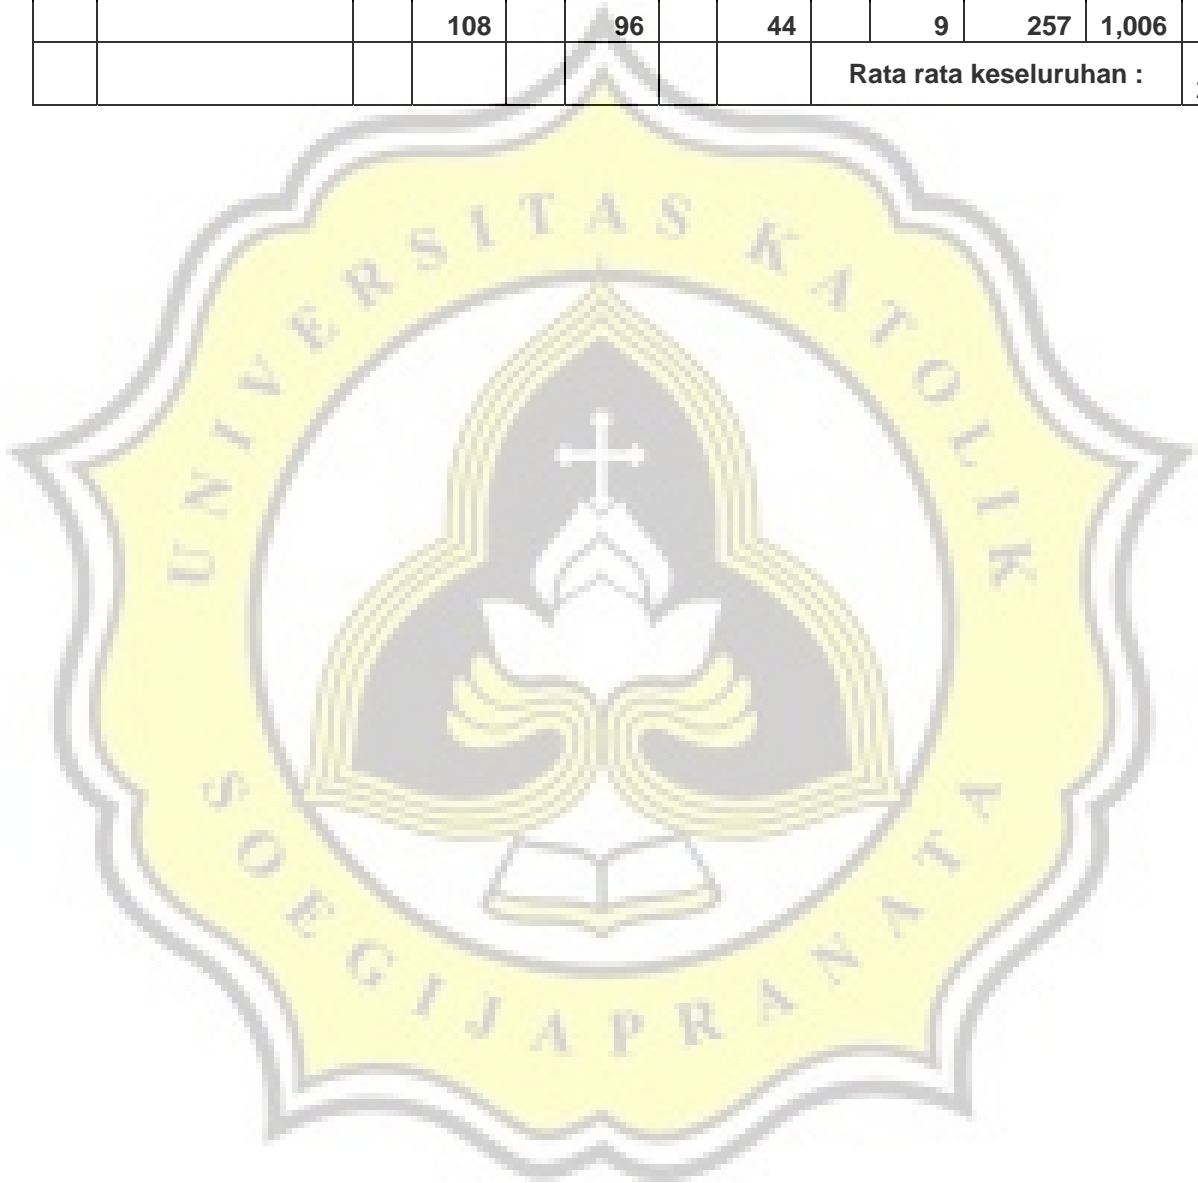 108 96 44 9 257 1,006
Rata rata keseluruhan :
UNIVERSITAS KATOLIK
SOEGIJAPRANATA